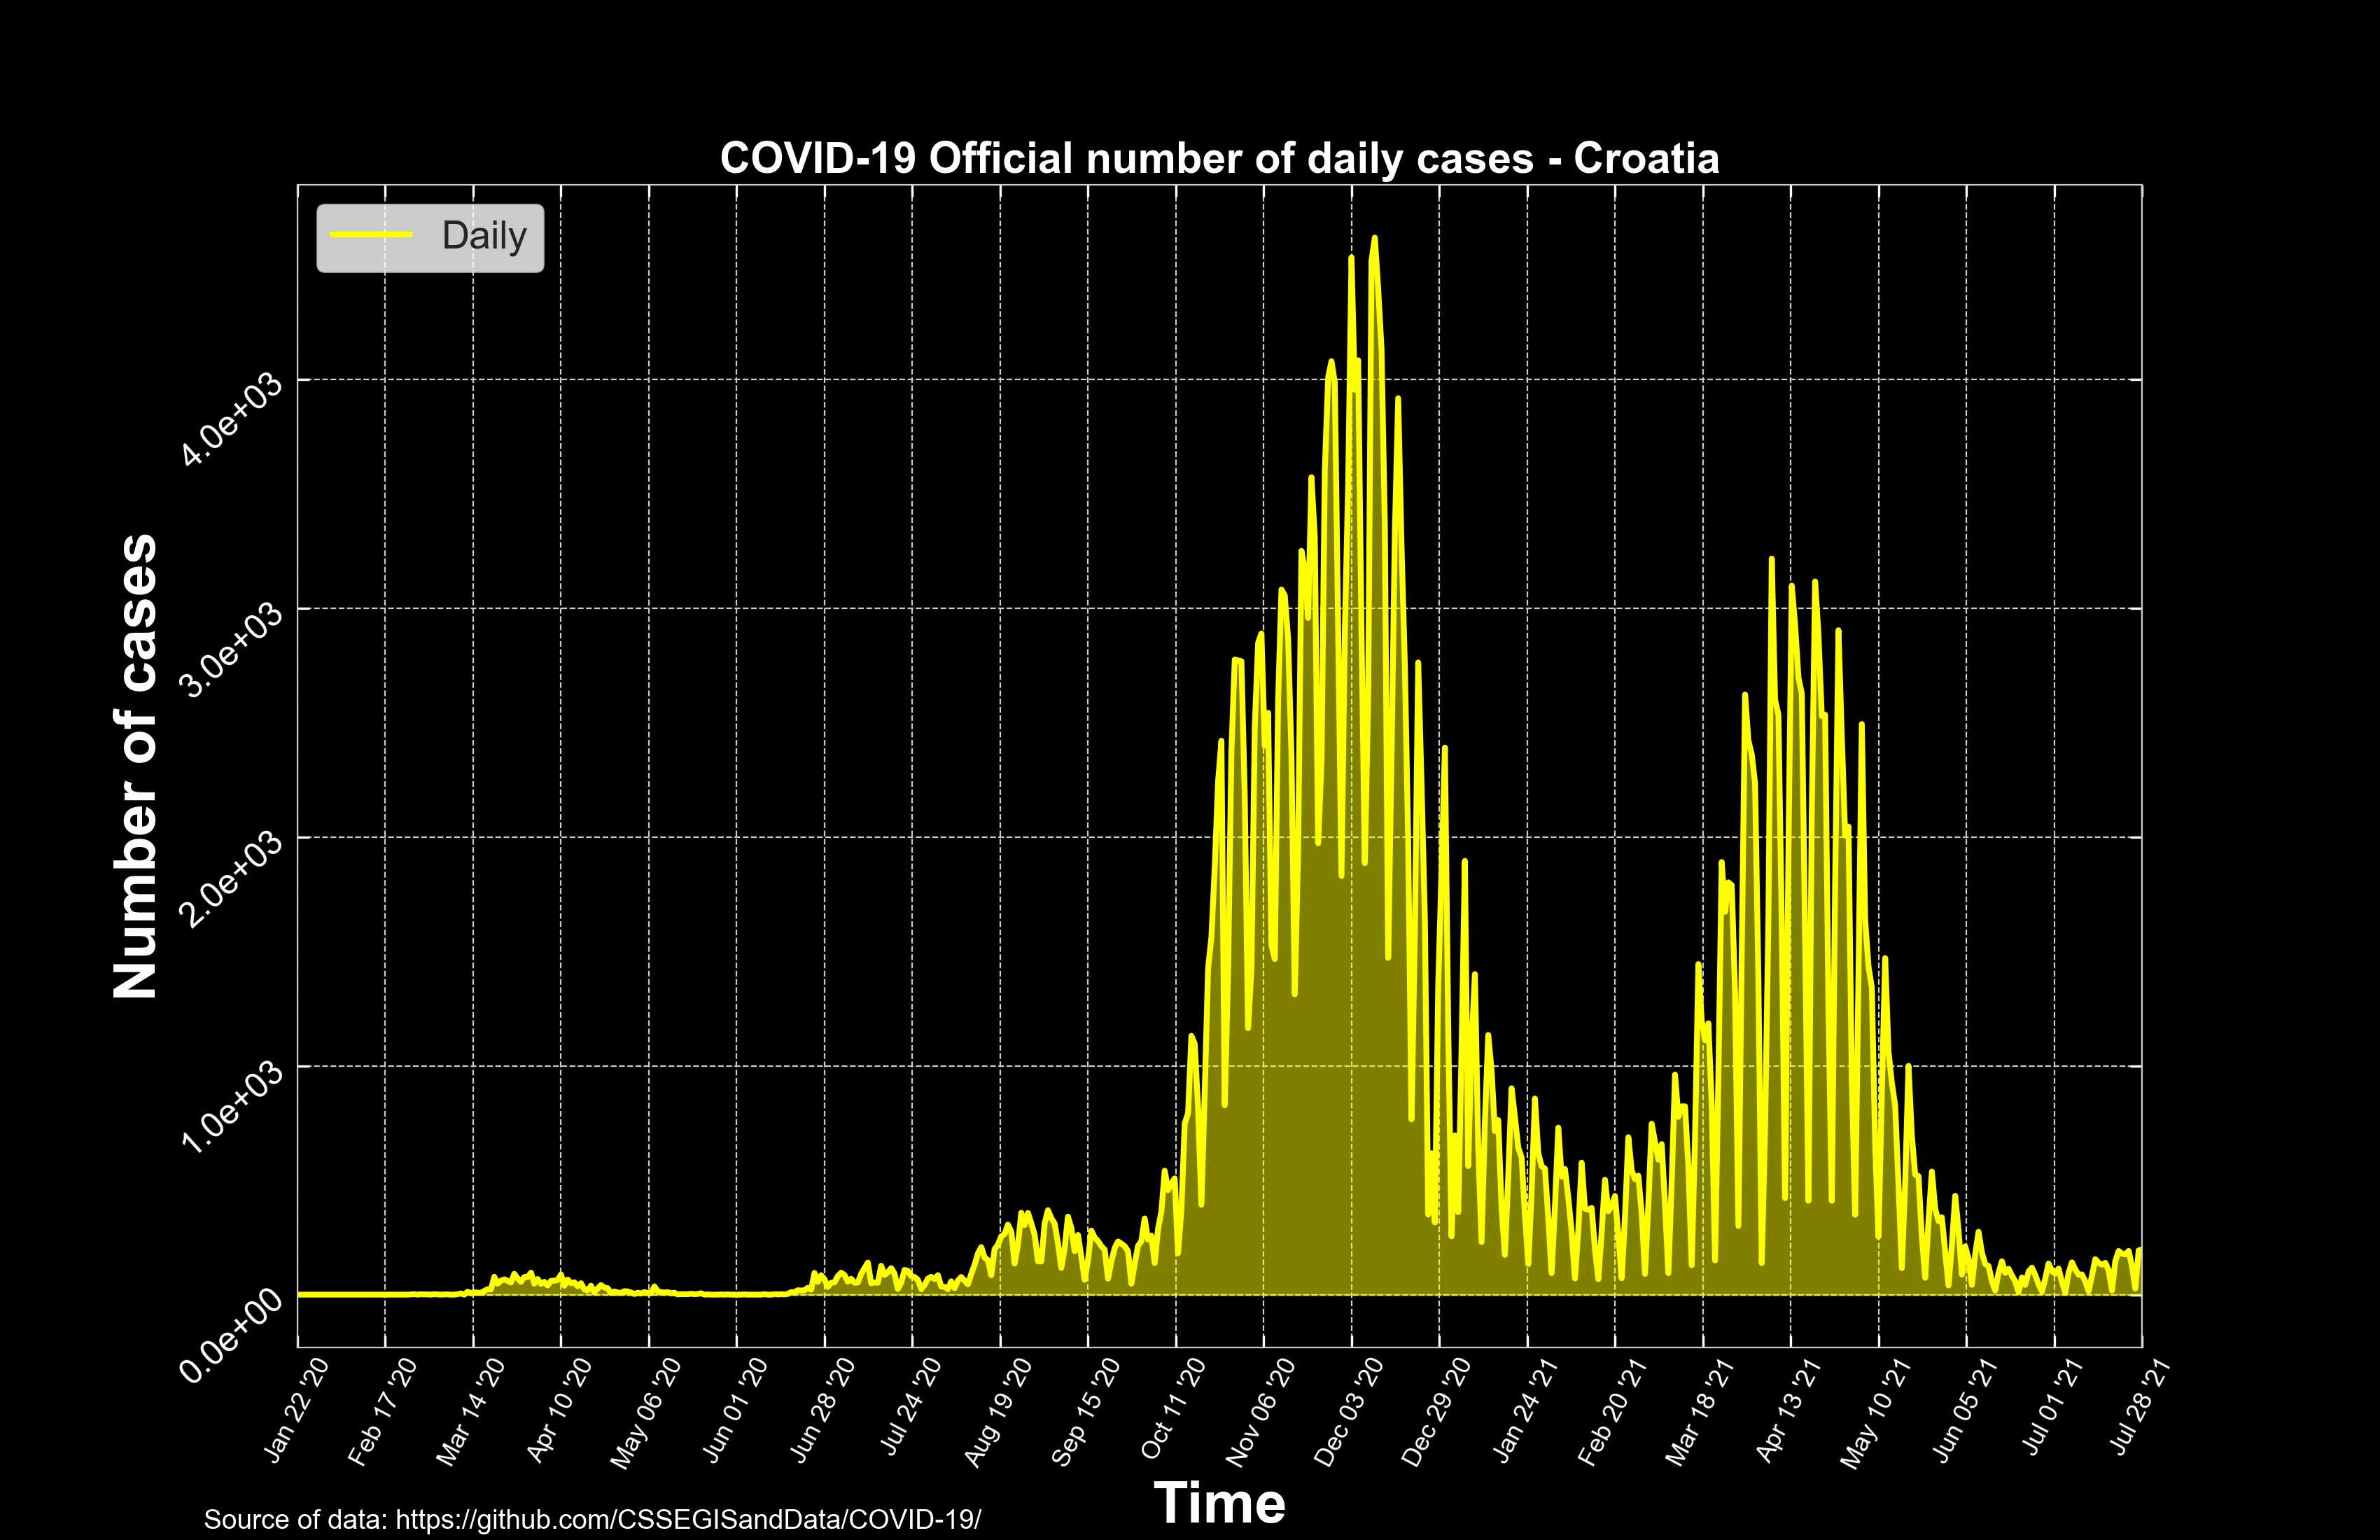 COVID-19 Official number of daily cases - Croatia
Daily
Number of cases
4.0e+03
3.0e+03
2.0e+03
1.0e+03
0.0e+00
Jan 22 '20
Feb 17 '20
Mar 14 '20
Apr 10 '20
May 06 '20
Jun 01 '20
Jun 28 '20
Jul 24 '20
Aug 19 '20
Sep 15 '20
Oct 11 '20
Nov 06 '20
Dec 03 '20
Dec 29 '20
Jan 24 '21
Feb 20 '21
Mar 18 '21
Apr 13 '21
May 10 '21
Jun 05 '21
Jul 01 '21
Jul 28 '21
Time
Source of data: https://github.com/CSSEGISandData/COVID-19/